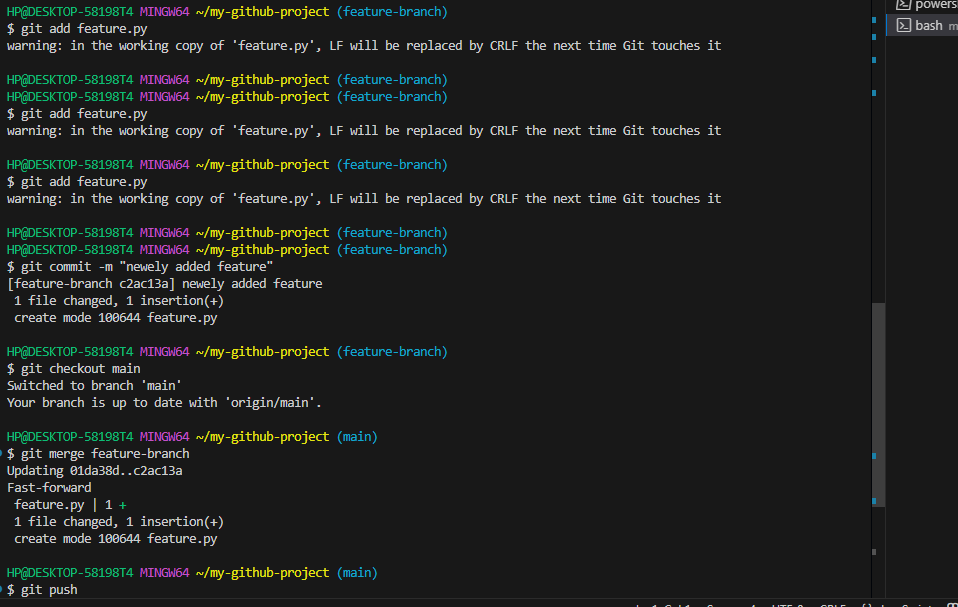 HP@DESKTOP-58198T4 MINGW64 ~/my-github-project (feature-branch)
$ git add feature.py
warning: in the working copy of 'feature.py', LF will be replaced by CRLF the next time Git touches it
HP@DESKTOP-58198T4 MINGW64 ~/my-github-project (feature-branch)
HP@DESKTOP-58198T4 MINGW64 ~/my-github-project (feature-branch)
$ git add feature.py
warning: in the working copy of 'feature.py', LF will be replaced by CRLF the next time Git touches it
HP@DESKTOP-58198T4 MINGW64 ~/my-github-project (feature-branch)
$ git add feature.py
warning: in the working copy of 'feature.py', LF will be replaced by CRLF the next time Git touches it
HP@DESKTOP-58198T4 MINGW64 ~/my-github-project (feature-branch)
HP@DESKTOP-58198T4 MINGW64 ~/my-github-project (feature-branch)
$ git commit -m "newely added feature"
[feature-branch c2ac13a] newely added feature
1 file changed, 1 insertion(+)
create mode 100644 feature.py
HP@DESKTOP-58198T4 MINGW64 ~/my-github-project (feature-branch)
$ git checkout main
Switched to branch 'main'
Your branch is up to date with 'origin/main'.
HP@DESKTOP-58198T4 MINGW64 ~/my-github-project (main)
$ git merge feature-branch
Updating 01da38d..c2ac13a
Fast-forward
feature.py | 1 +
1 file changed, 1 insertion(+)
create mode 100644 feature.py
HP@DESKTOP-58198T4 MINGW64 ~/my-github-project (main)
$ git push
powers
bash m